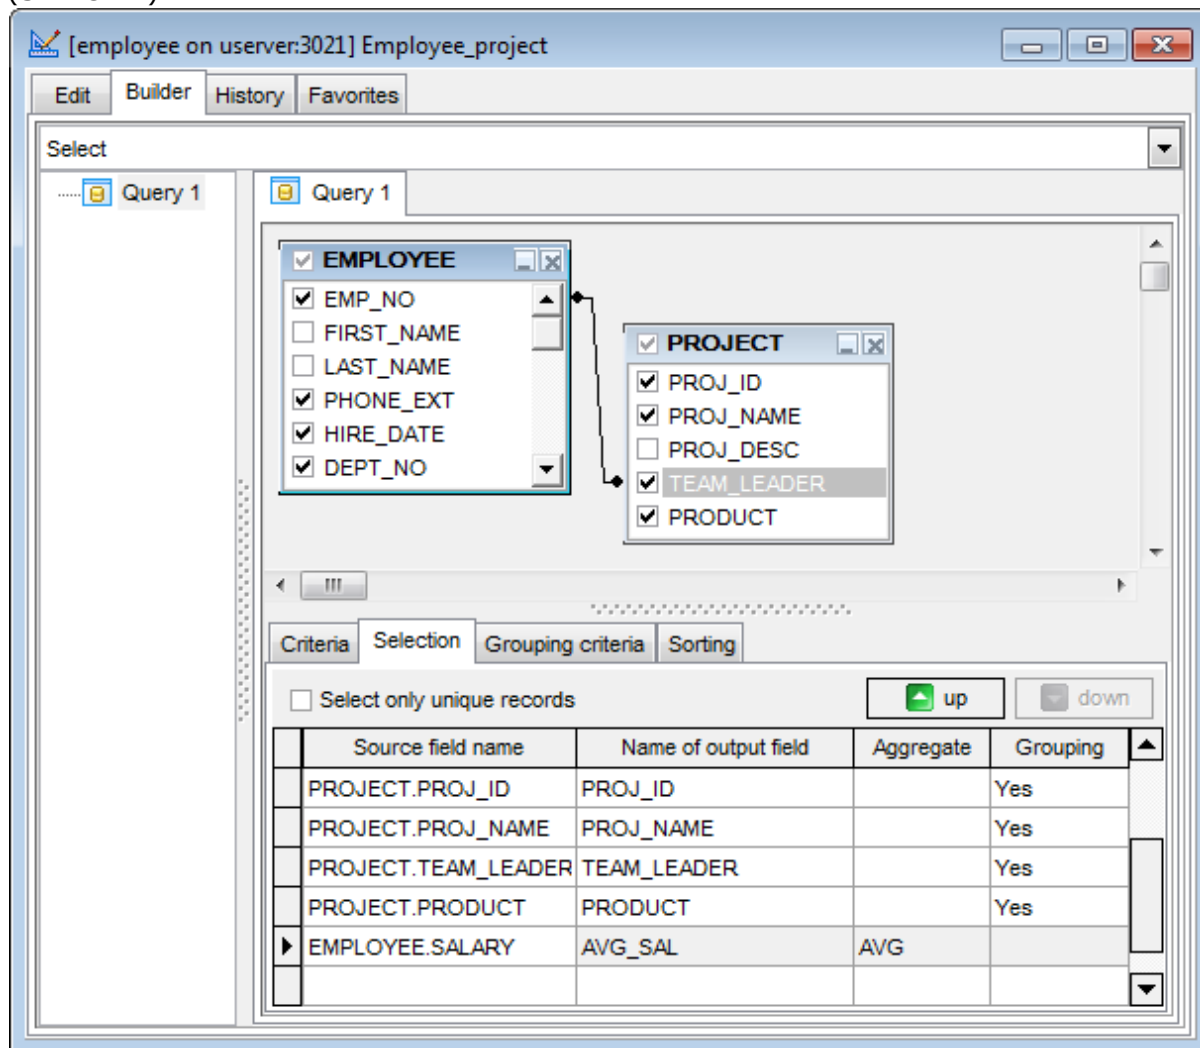 [employee on userver:3021] Employee_project
Edit Builder History Favorites
Select
Query 1
Query 1
EMPLOYEE
EMP_NO
FIRST_NAME
LAST_NAME
PHONE_EXT
HIRE_DATE
DEPT_NO
PROJECT
PROJ_ID
PROJ_NAME
PROJ_DESC
TEAM_LEADER
PRODUCT
Criteria Selection Grouping criteria Sorting
Select only unique records up down
Source field name Name of output field Aggregate Grouping
PROJECT.PROJ_ID PROJ_ID Yes
PROJECT.PROJ_NAME PROJ_NAME Yes
PROJECT.TEAM_LEADER TEAM_LEADER Yes
PROJECT.PRODUCT PRODUCT Yes
EMPLOYEE.SALARY AVG_SAL AVG